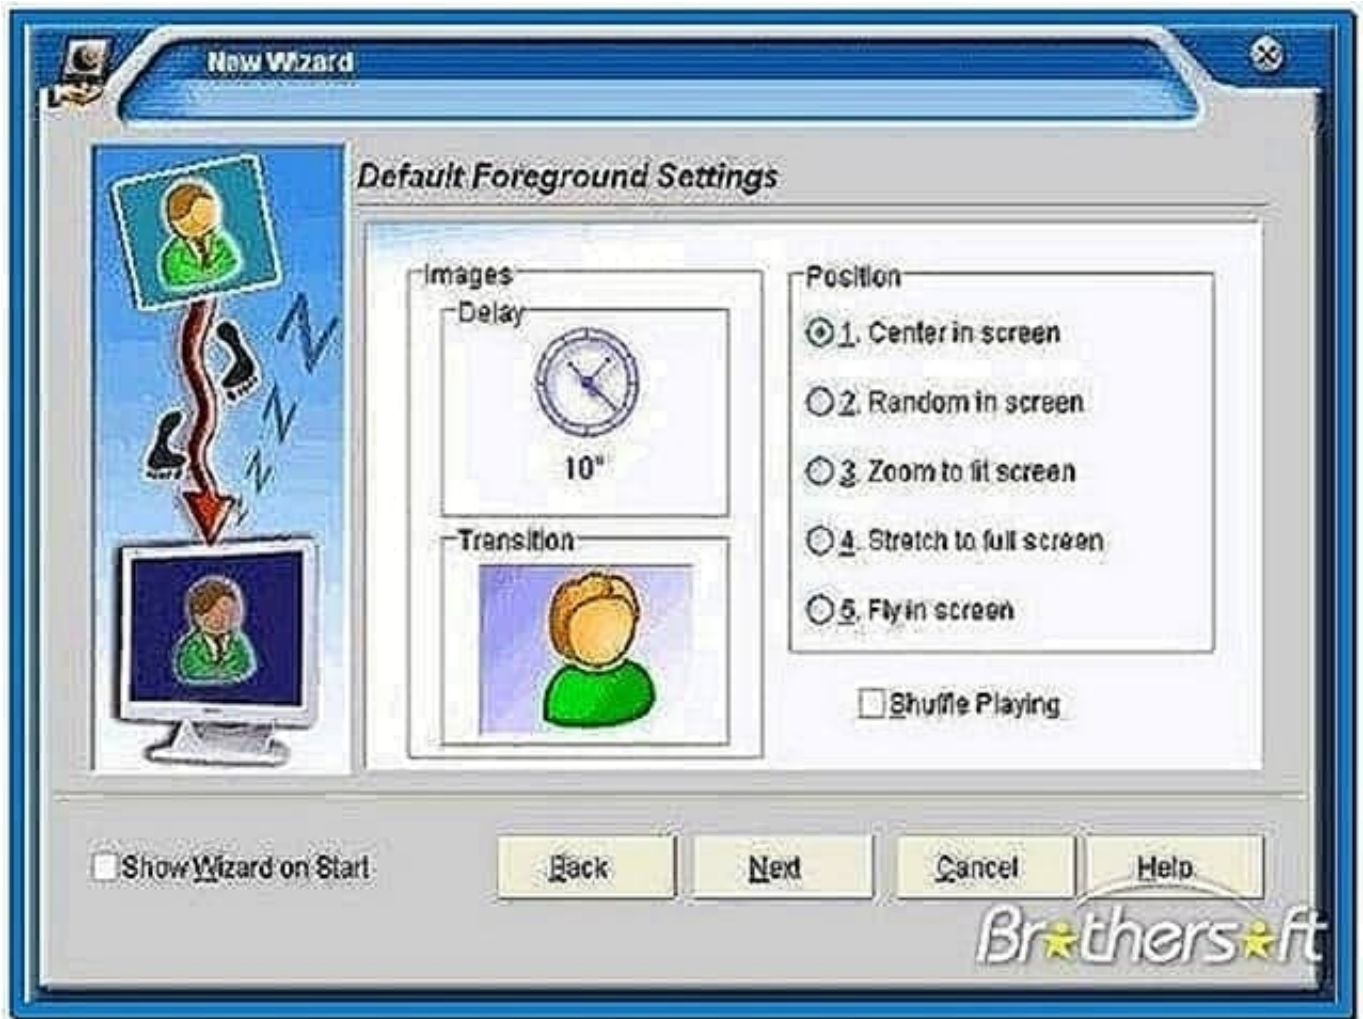 New Wizard
Default Foreground Settings
Images
Delay
10"
Transition
Position
1. Center in screen
2. Random in screen
3. Zoom to fit screen
4. Stretch to full screen
5. Fly in screen
Shuffle Playing
Show Wizard on Start
Back
Next
Cancel
Help
Brothersoft